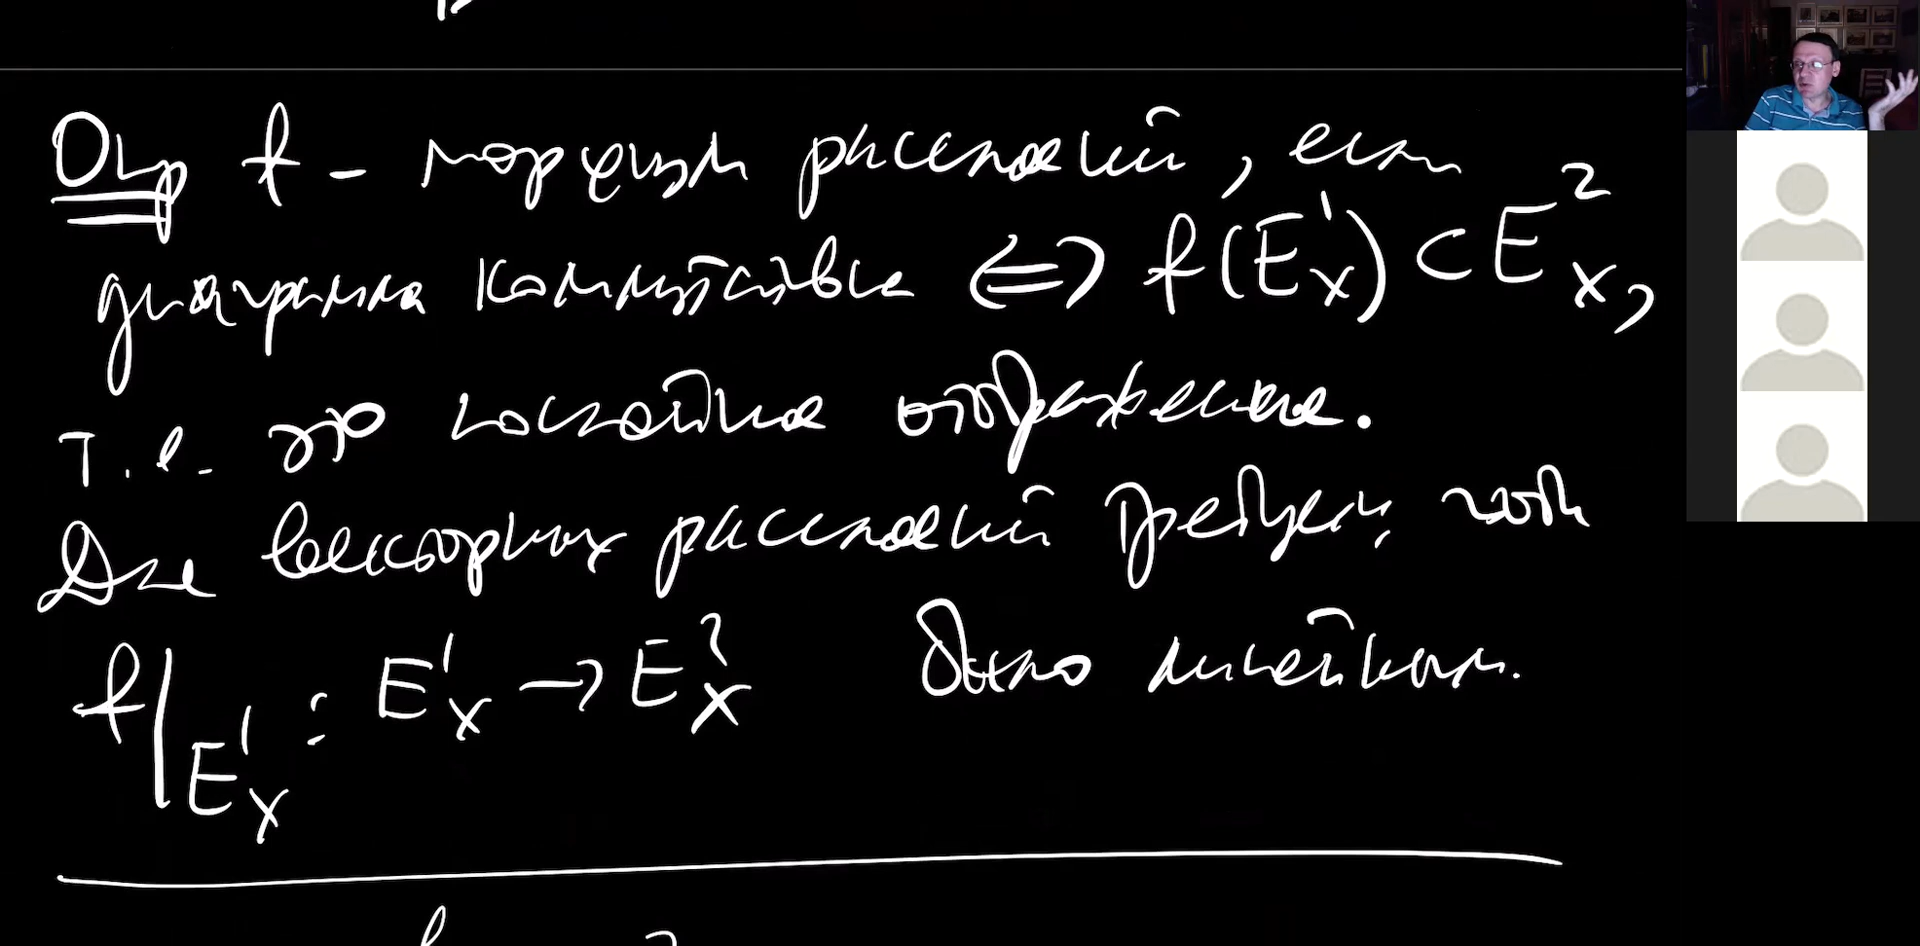 Опр f - морфизм расслоений, если
диаграмма коммутативна <=> f(E¹ₓ) ⊂ E²ₓ,
т.е. это послойное отображение.
Для векторных расслоений требуем, чтоб
f|E¹ₓ : E¹ₓ → E²ₓ было линейным.